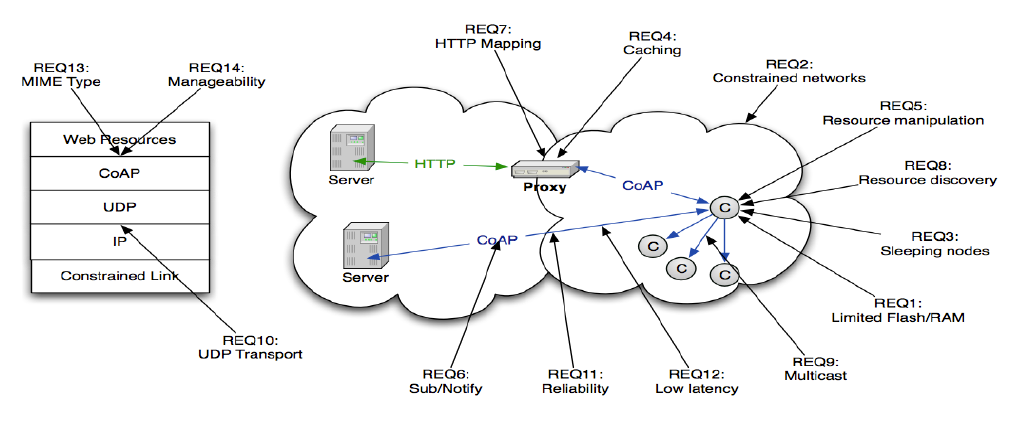 REQ7:
HTTP Mapping
REQ4:
Caching
REQ13:
MIME Type
REQ14:
Manageability
REQ2:
Constrained networks
REQ5:
Resource manipulation
Web Resources
CoAP
UDP
IP
Constrained Link
Server
HTTP
Proxy
CoAP
REQ8:
Resource discovery
C
C
C
C
Server
CoAP
REQ3:
Sleeping nodes
REQ1:
Limited Flash/RAM
REQ10:
UDP Transport
REQ6:
Sub/Notify
REQ11:
Reliability
REQ12:
Low latency
REQ9:
Multicast